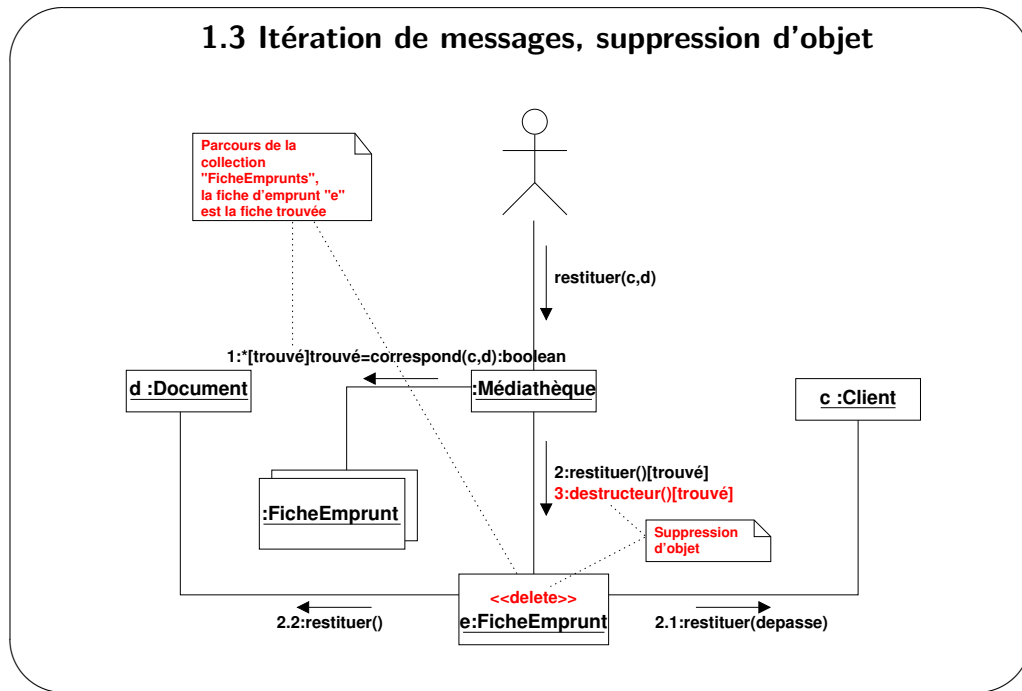 1.3 Itération de messages, suppression d'objet
Parcours de la
collection
"FicheEmprunts",
la fiche d'emprunt "e"
est la fiche trouvée
restituer(c,d)
1:*[trouvé]trouvé=correspond(c,d):boolean
d :Document
:Médiathèque
c :Client
:FicheEmprunt
2:restituer()[trouvé]
3:destructeur()[trouvé]
Suppression
d'objet
<<delete>>
e:FicheEmprunt
2.2:restituer()
2.1:restituer(depasse)